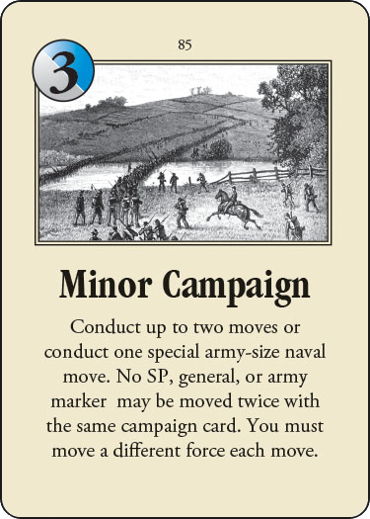 85
3
Minor Campaign
Conduct up to two moves or
conduct one special army-size naval
move. No SP, general, or army
marker may be moved twice with
the same campaign card. You must
move a different force each move.